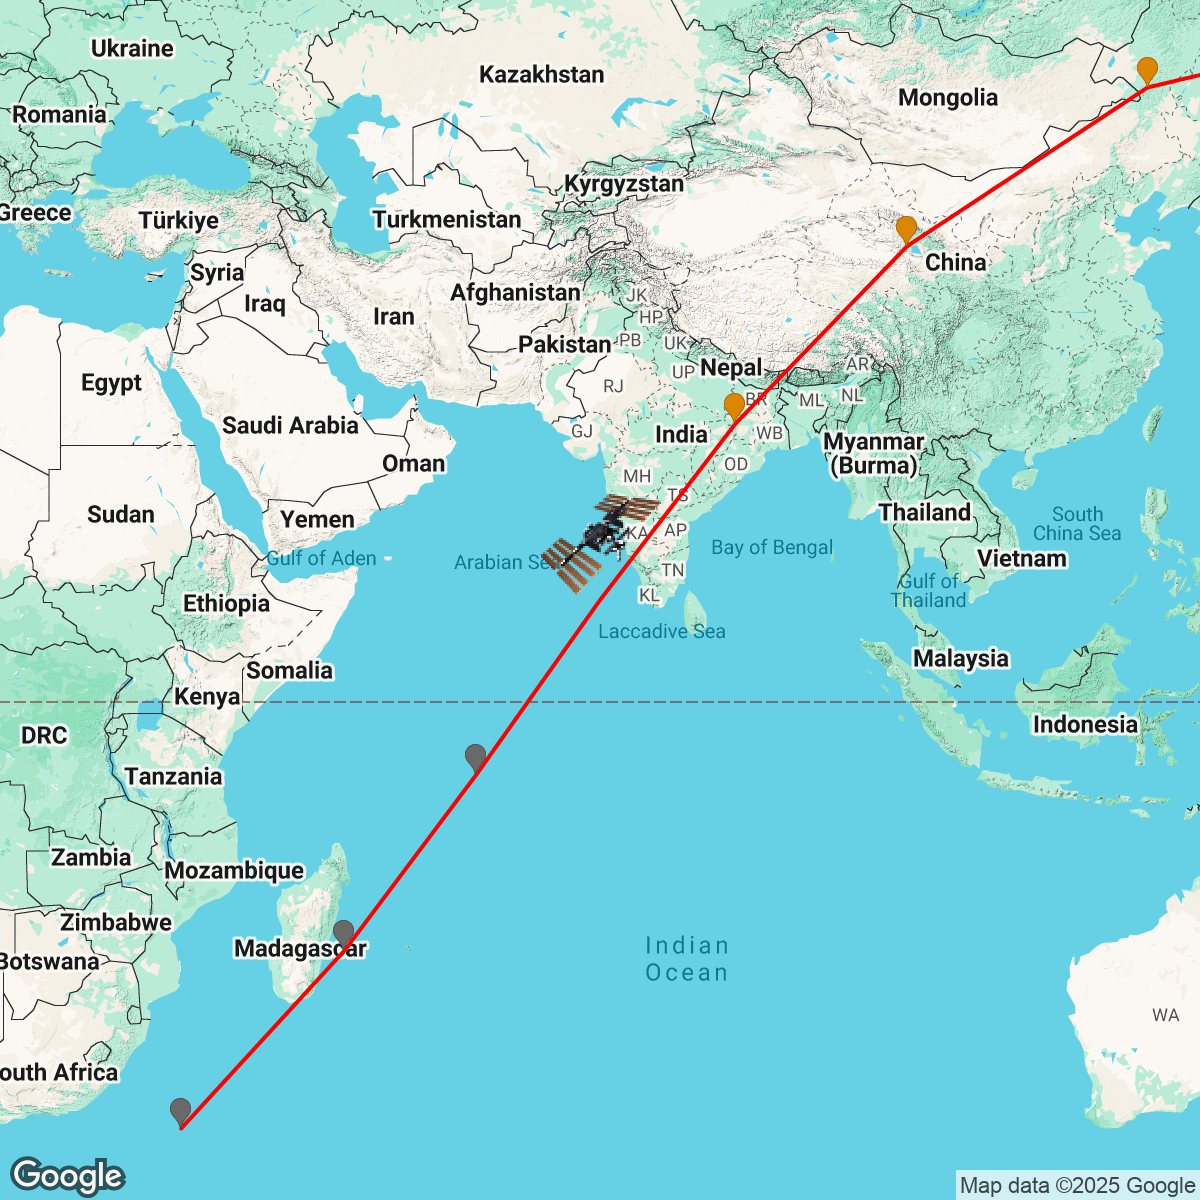 Ukraine
Kazakhstan
Mongolia
Romania
Kyrgyzstan
Greece
Türkiye
Turkmenistan
China
Syria
Afghanistan
JK
Iraq
HP
Iran
Pakistan
PB
UK
Nepal
AR
UP
Egypt
RJ
BR
ML
NL
Saudi Arabia
GJ
India
WB
Myanmar
(Burma)
Oman
OD
MH
TS
Sudan
Yemen
Thailand
South
China Sea
KA
AP
Bay of Bengal
Gulf of Aden
Arabian Se
Vietnam
TN
Gulf of
Thailand
Ethiopia
KL
Laccadive Sea
Malaysia
Somalia
Kenya
Indonesia
DRC
Tanzania
Zambia
Mozambique
Zimbabwe
Madagascar
Indian
Ocean
Botswana
WA
outh Africa
Google
Map data ©2025 Google